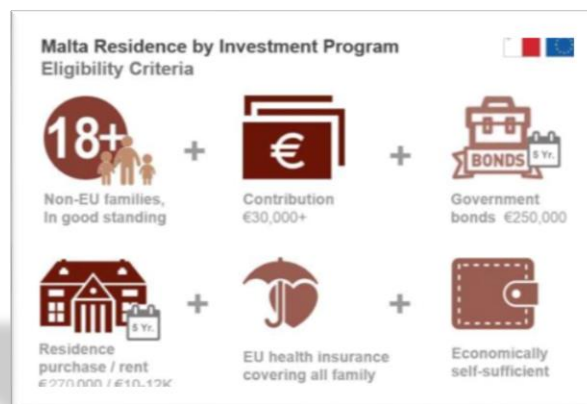 Malta Residence by Investment Program
Eligibility Criteria
18+
€
BONDS
5 Yr.
Non-EU families,
In good standing
Contribution
€30,000+
Government
bonds €250,000
5 Yr.
Residence
purchase / rent
€270,000 / €10-12K
EU health insurance
covering all family
Economically
self-sufficient